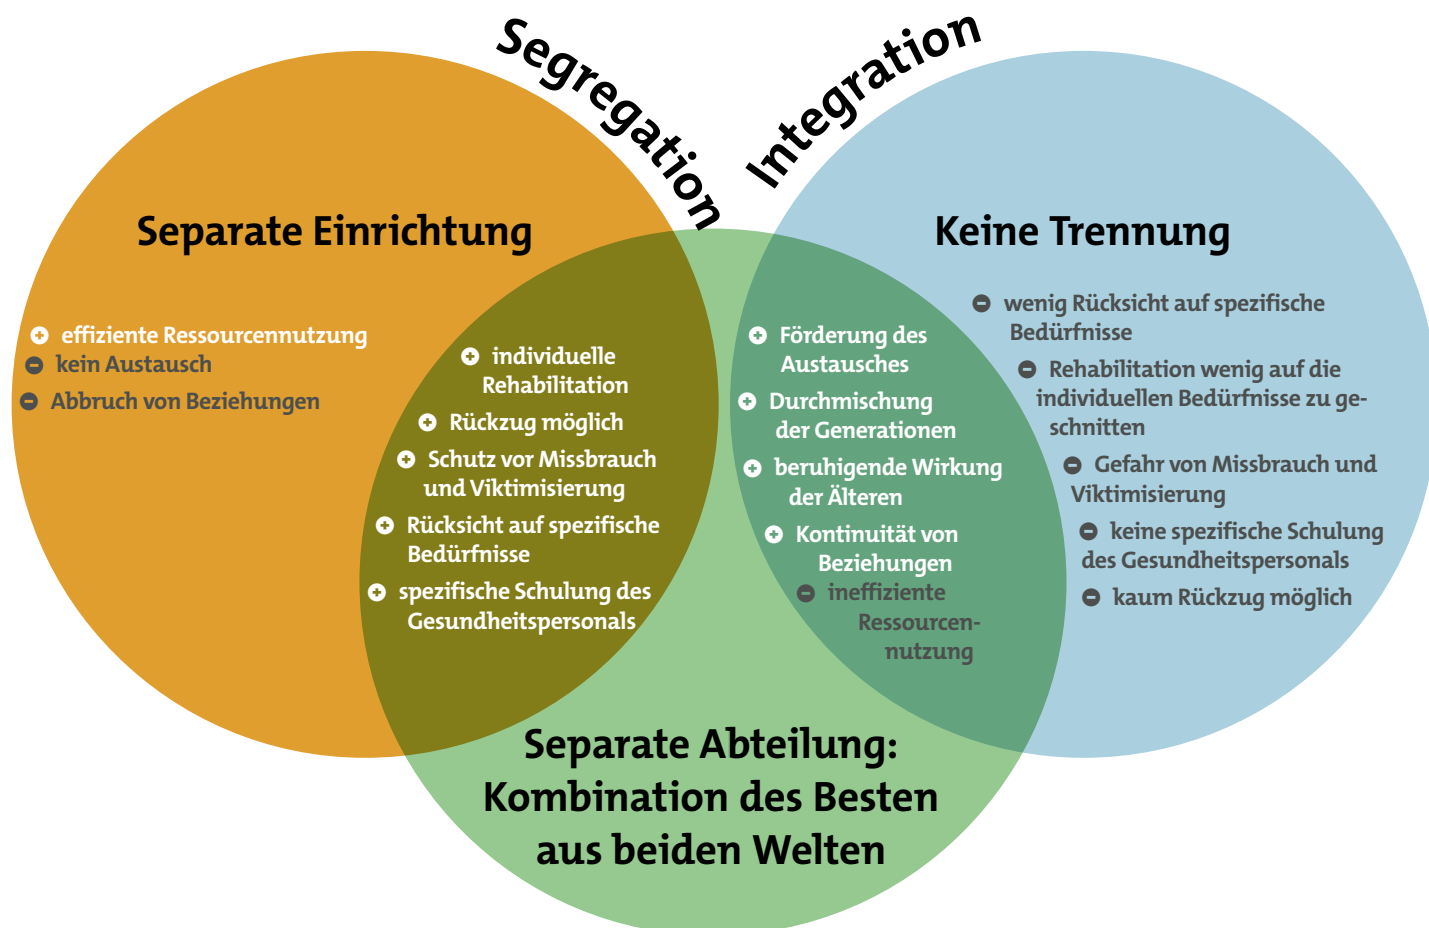 Segregation
Integration
Separate Einrichtung
effiziente Ressourcennutzung
kein Austausch
Abbruch von Beziehungen
individuelle
Rehabilitation
Rückzug möglich
Schutz vor Missbrauch
und Viktimisierung
Rücksicht auf spezifische
Bedürfnisse
spezifische Schulung des
Gesundheitspersonals
Förderung des
Austausches
Durchmischung
der Generationen
beruhigende Wirkung
der Älteren
Kontinuität von
Beziehungen
ineffiziente
Ressourcen-
nutzung
Keine Trennung
wenig Rücksicht auf spezifische
Bedürfnisse
Rehabilitation wenig auf die
individuellen Bedürfnisse zu ge-
schnitten
Gefahr von Missbrauch und
Viktimisierung
keine spezifische Schulung
des Gesundheitspersonals
kaum Rückzug möglich
Separate Abteilung:
Kombination des Besten
aus beiden Welten